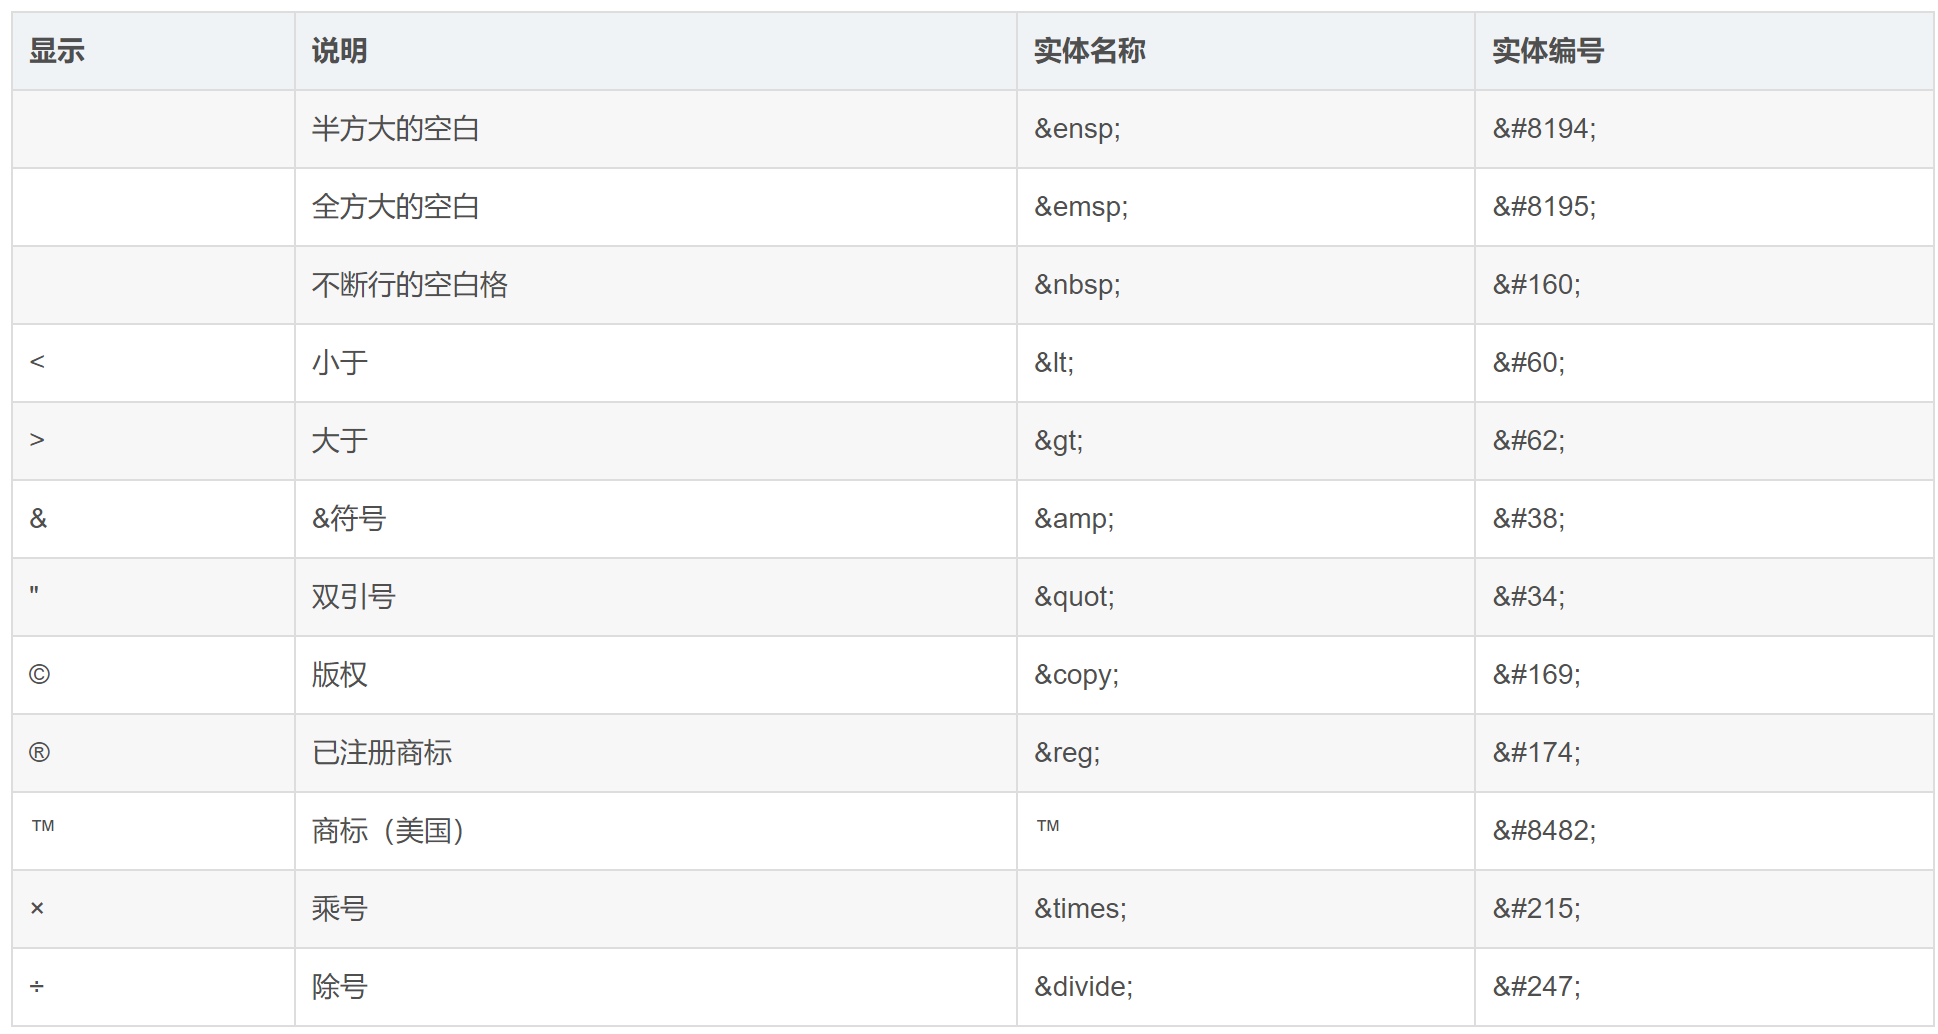 显示 说明 实体名称 实体编号
半方大的空白 &ensp; &#8194;
全方大的空白 &emsp; &#8195;
不断行的空白格 &nbsp; &#160;
< 小于 &lt; &#60;
> 大于 &gt; &#62;
& &符号 &amp; &#38;
" 双引号 &quot; &#34;
© 版权 &copy; &#169;
® 已注册商标 &reg; &#174;
™ 商标（美国） ™ &#8482;
× 乘号 &times; &#215;
÷ 除号 &divide; &#247;